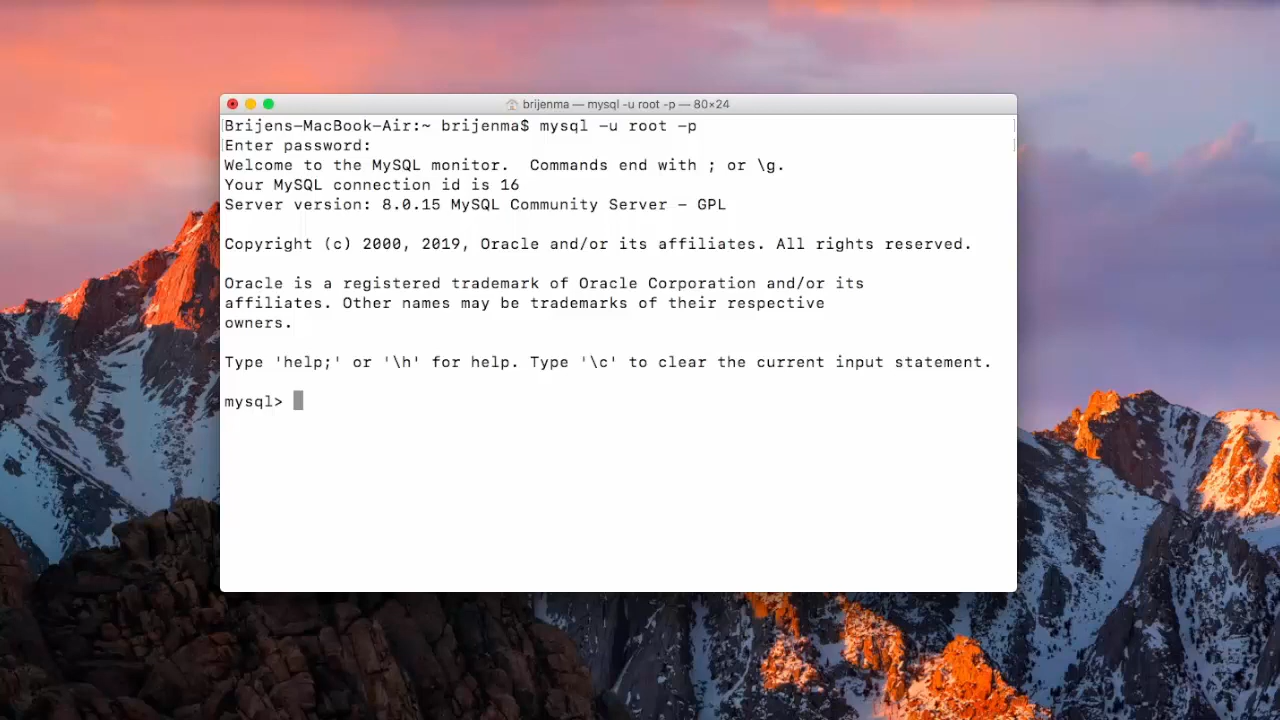 brijenma — mysql -u root -p — 80×24
Brijens-MacBook-Air:~ brijenma$ mysql -u root -p
Enter password:
Welcome to the MySQL monitor.  Commands end with ; or \g.
Your MySQL connection id is 16
Server version: 8.0.15 MySQL Community Server - GPL
Copyright (c) 2000, 2019, Oracle and/or its affiliates. All rights reserved.
Oracle is a registered trademark of Oracle Corporation and/or its
affiliates. Other names may be trademarks of their respective
owners.
Type 'help;' or '\h' for help. Type '\c' to clear the current input statement.
mysql>